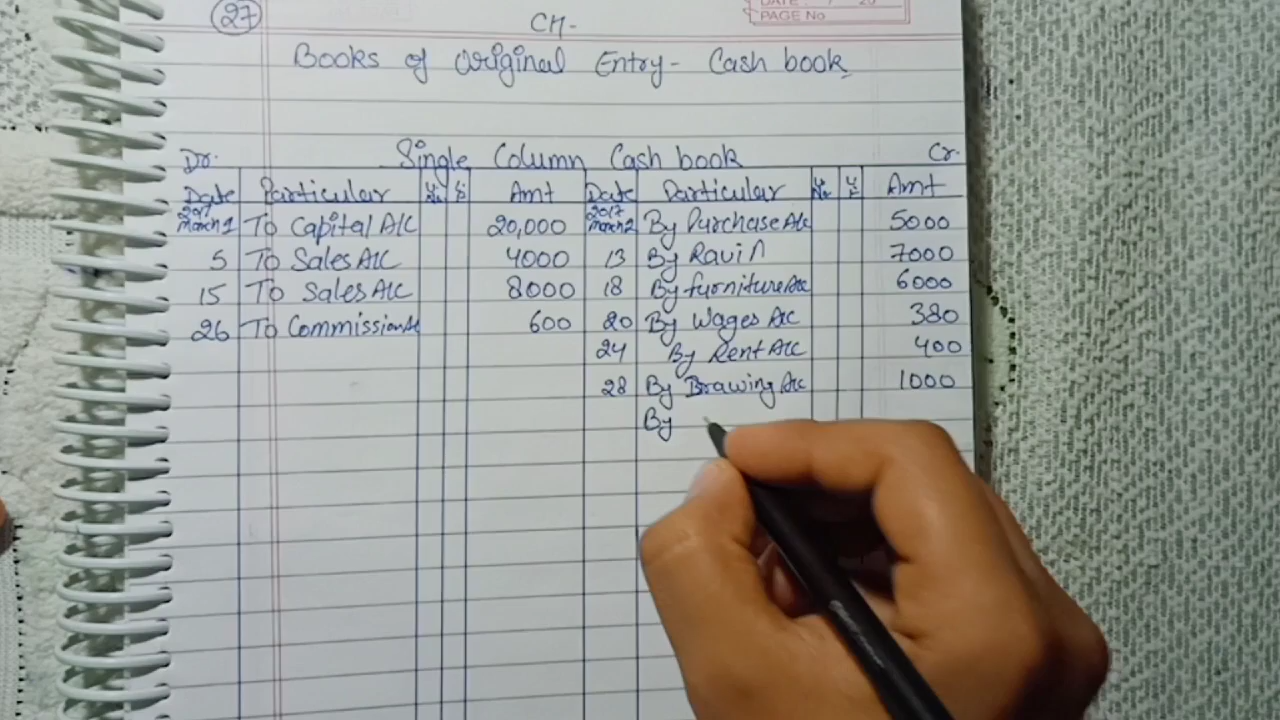 27
DATE: / 20
PAGE No
CH-
Books of Original Entry- Cash book
Dr. Single Column Cash book Cr.
Date Particular Amt Date Particular Amt
2017 March 1 To Capital A/c 20,000 2017 March 2 By Purchase A/c 5000
5 To Sales A/c 4000 13 By Ravi 7000
15 To Sales A/c 8000 18 By furniture A/c 6000
26 To Commission A/c 600 20 By Wages A/c 380
24 By Rent A/c 400
28 By Drawing A/c 1000
By